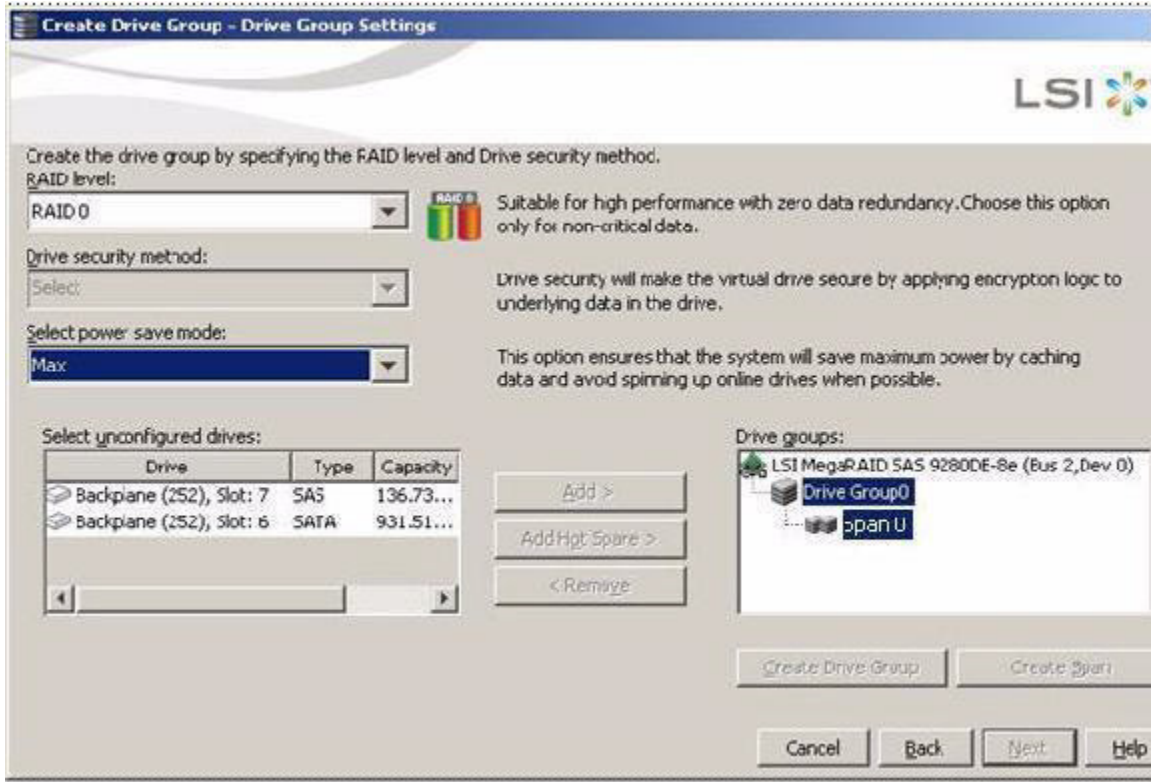 Create Drive Group - Drive Group Settings
LSI
Create the drive group by specifying the RAID level and Drive security method.
RAID level:
RAID 0
RAID 0
Suitable for high performance with zero data redundancy.Choose this option
only for non-critical data.
Drive security method:
Select
Drive security will make the virtual drive secure by applying encryption logic to
underlying data in the drive.
Select power save mode:
Max
This option ensures that the system will save maximum power by caching
data and avoid spinning up online drives when possible.
Select unconfigured drives:
Drive Type Capacity
Backplane (252), Slot: 7 SAS 136.73...
Backplane (252), Slot: 6 SATA 931.51...
Add >
Add Hot Spare >
< Remove
Drive groups:
LSI MegaRAID SAS 9280DE-8e (Bus 2,Dev 0)
Drive Group0
Span 0
Create Drive Group
Create Span
Cancel
Back
Next
Help